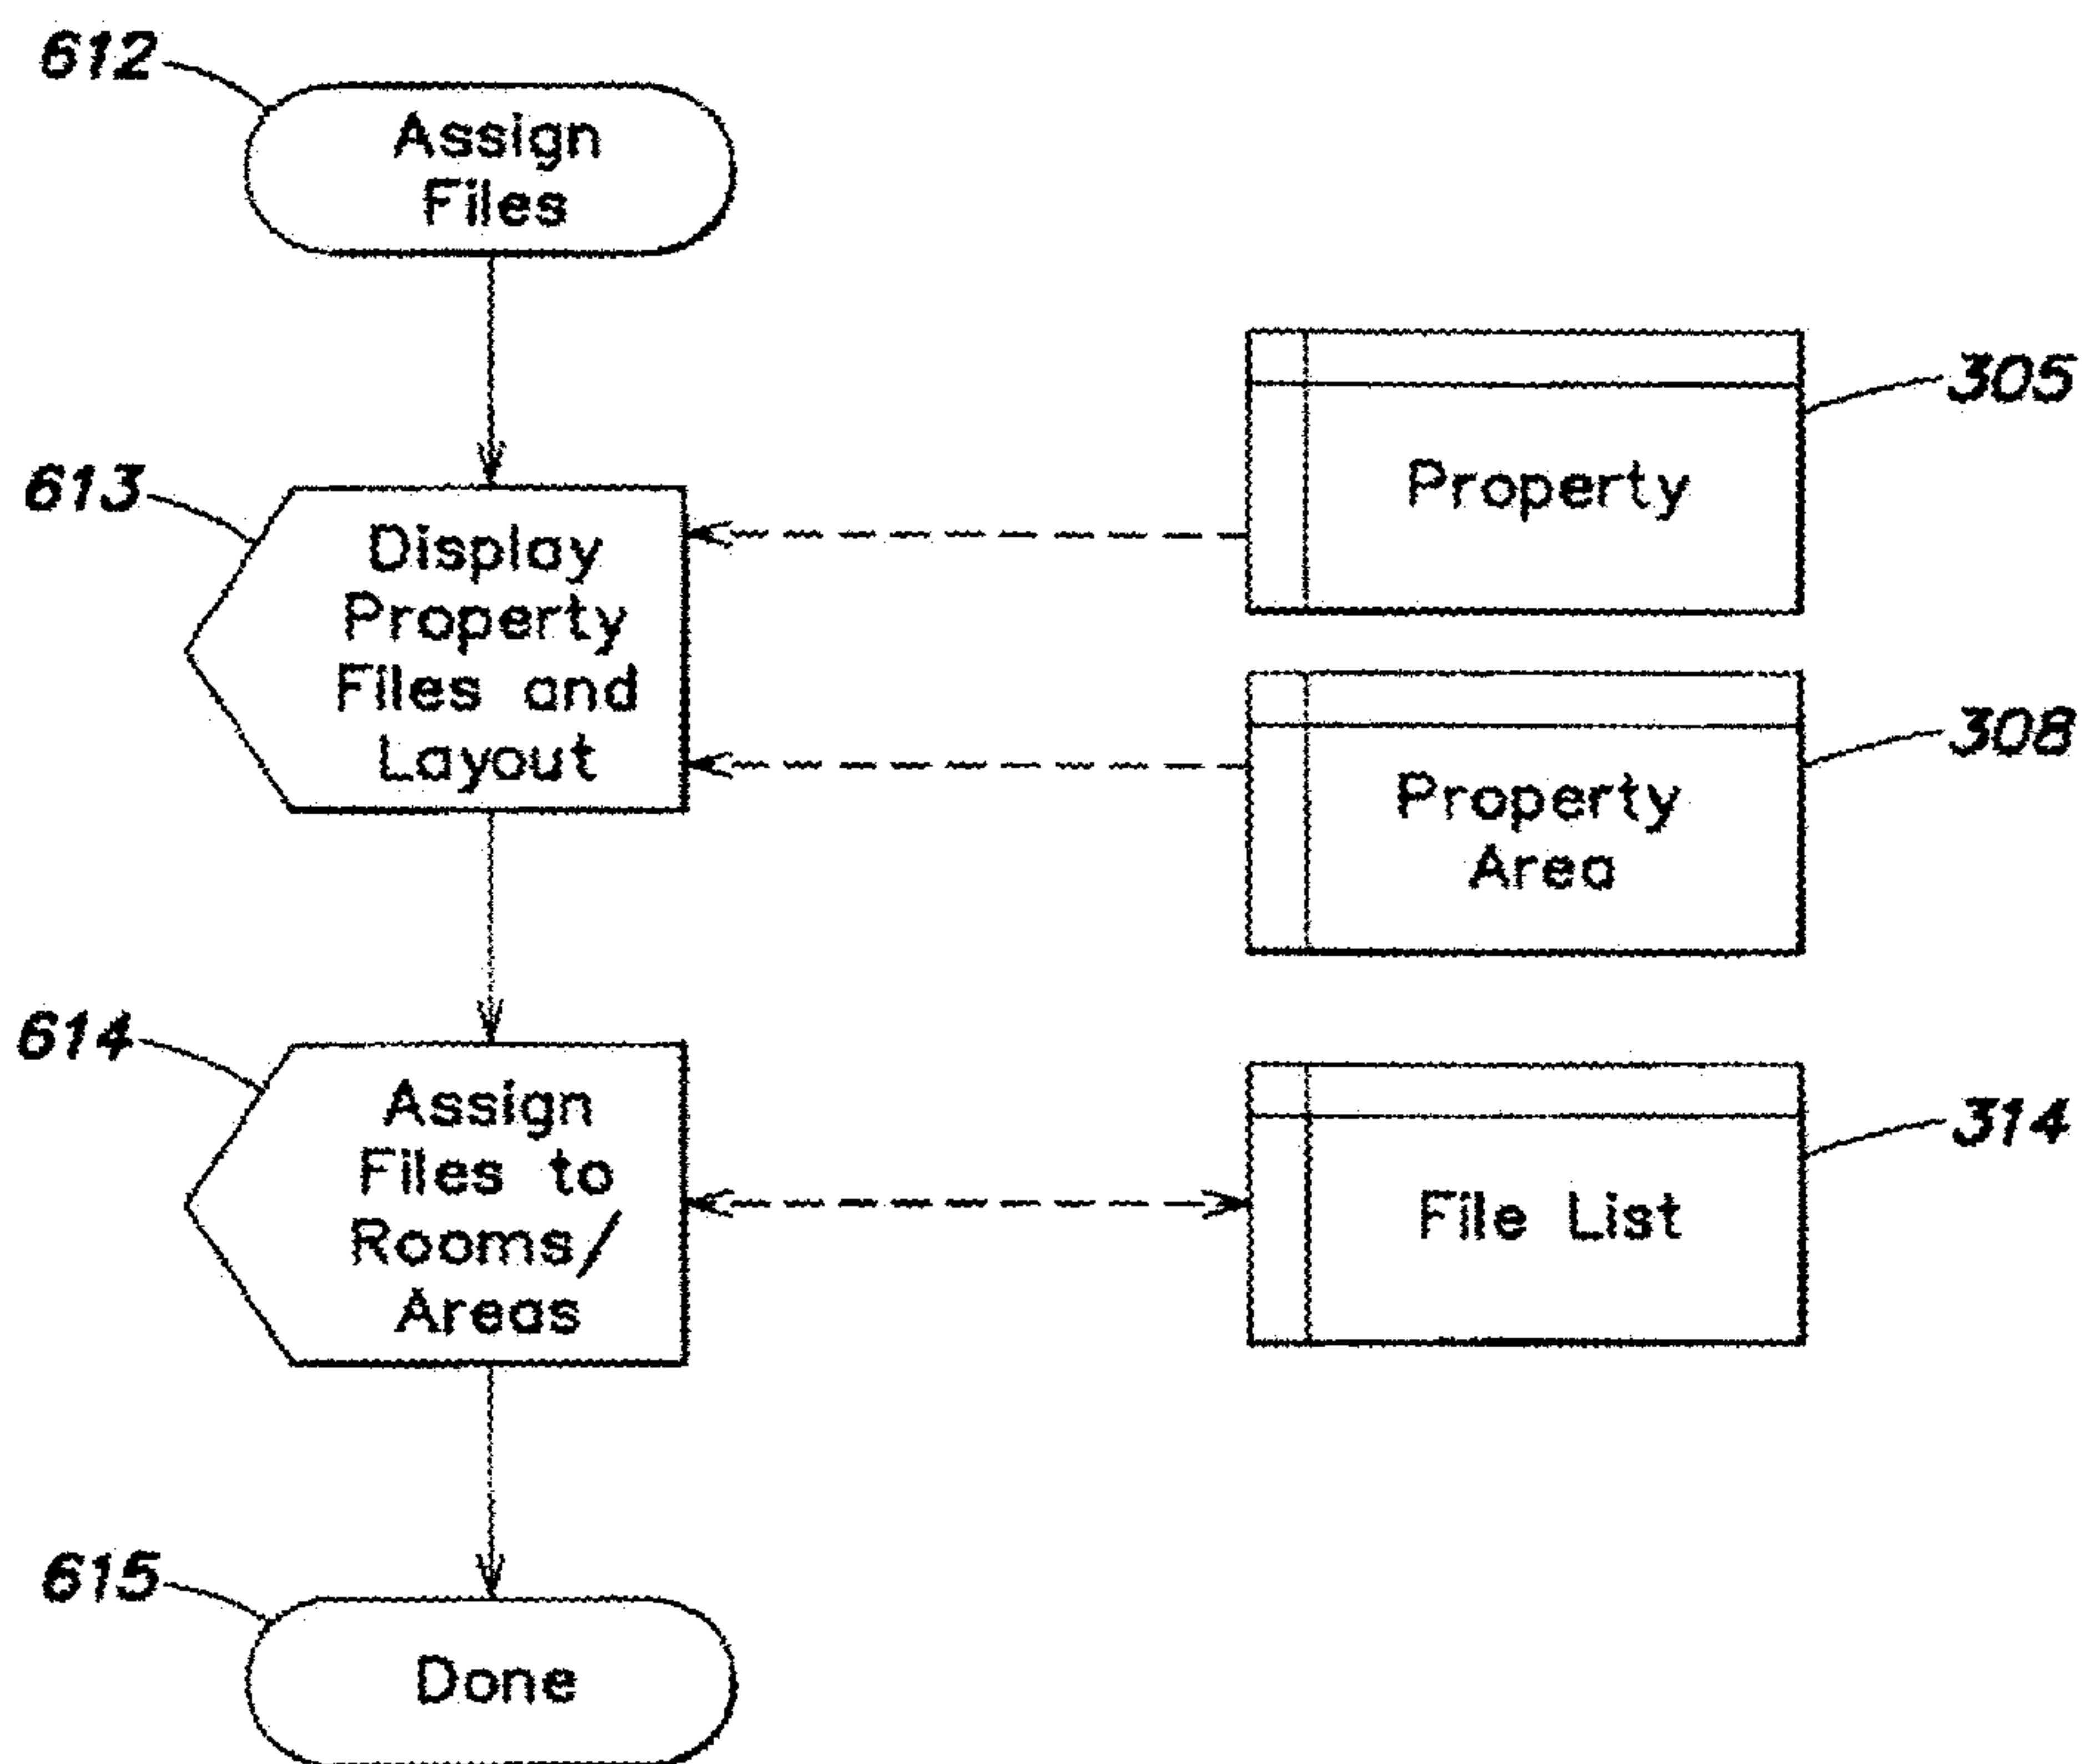 612
Assign
Files
613
Display
Property
Files and
Layout
305
Property
308
Property
Area
614
Assign
Files to
Rooms/
Areas
314
File List
615
Done